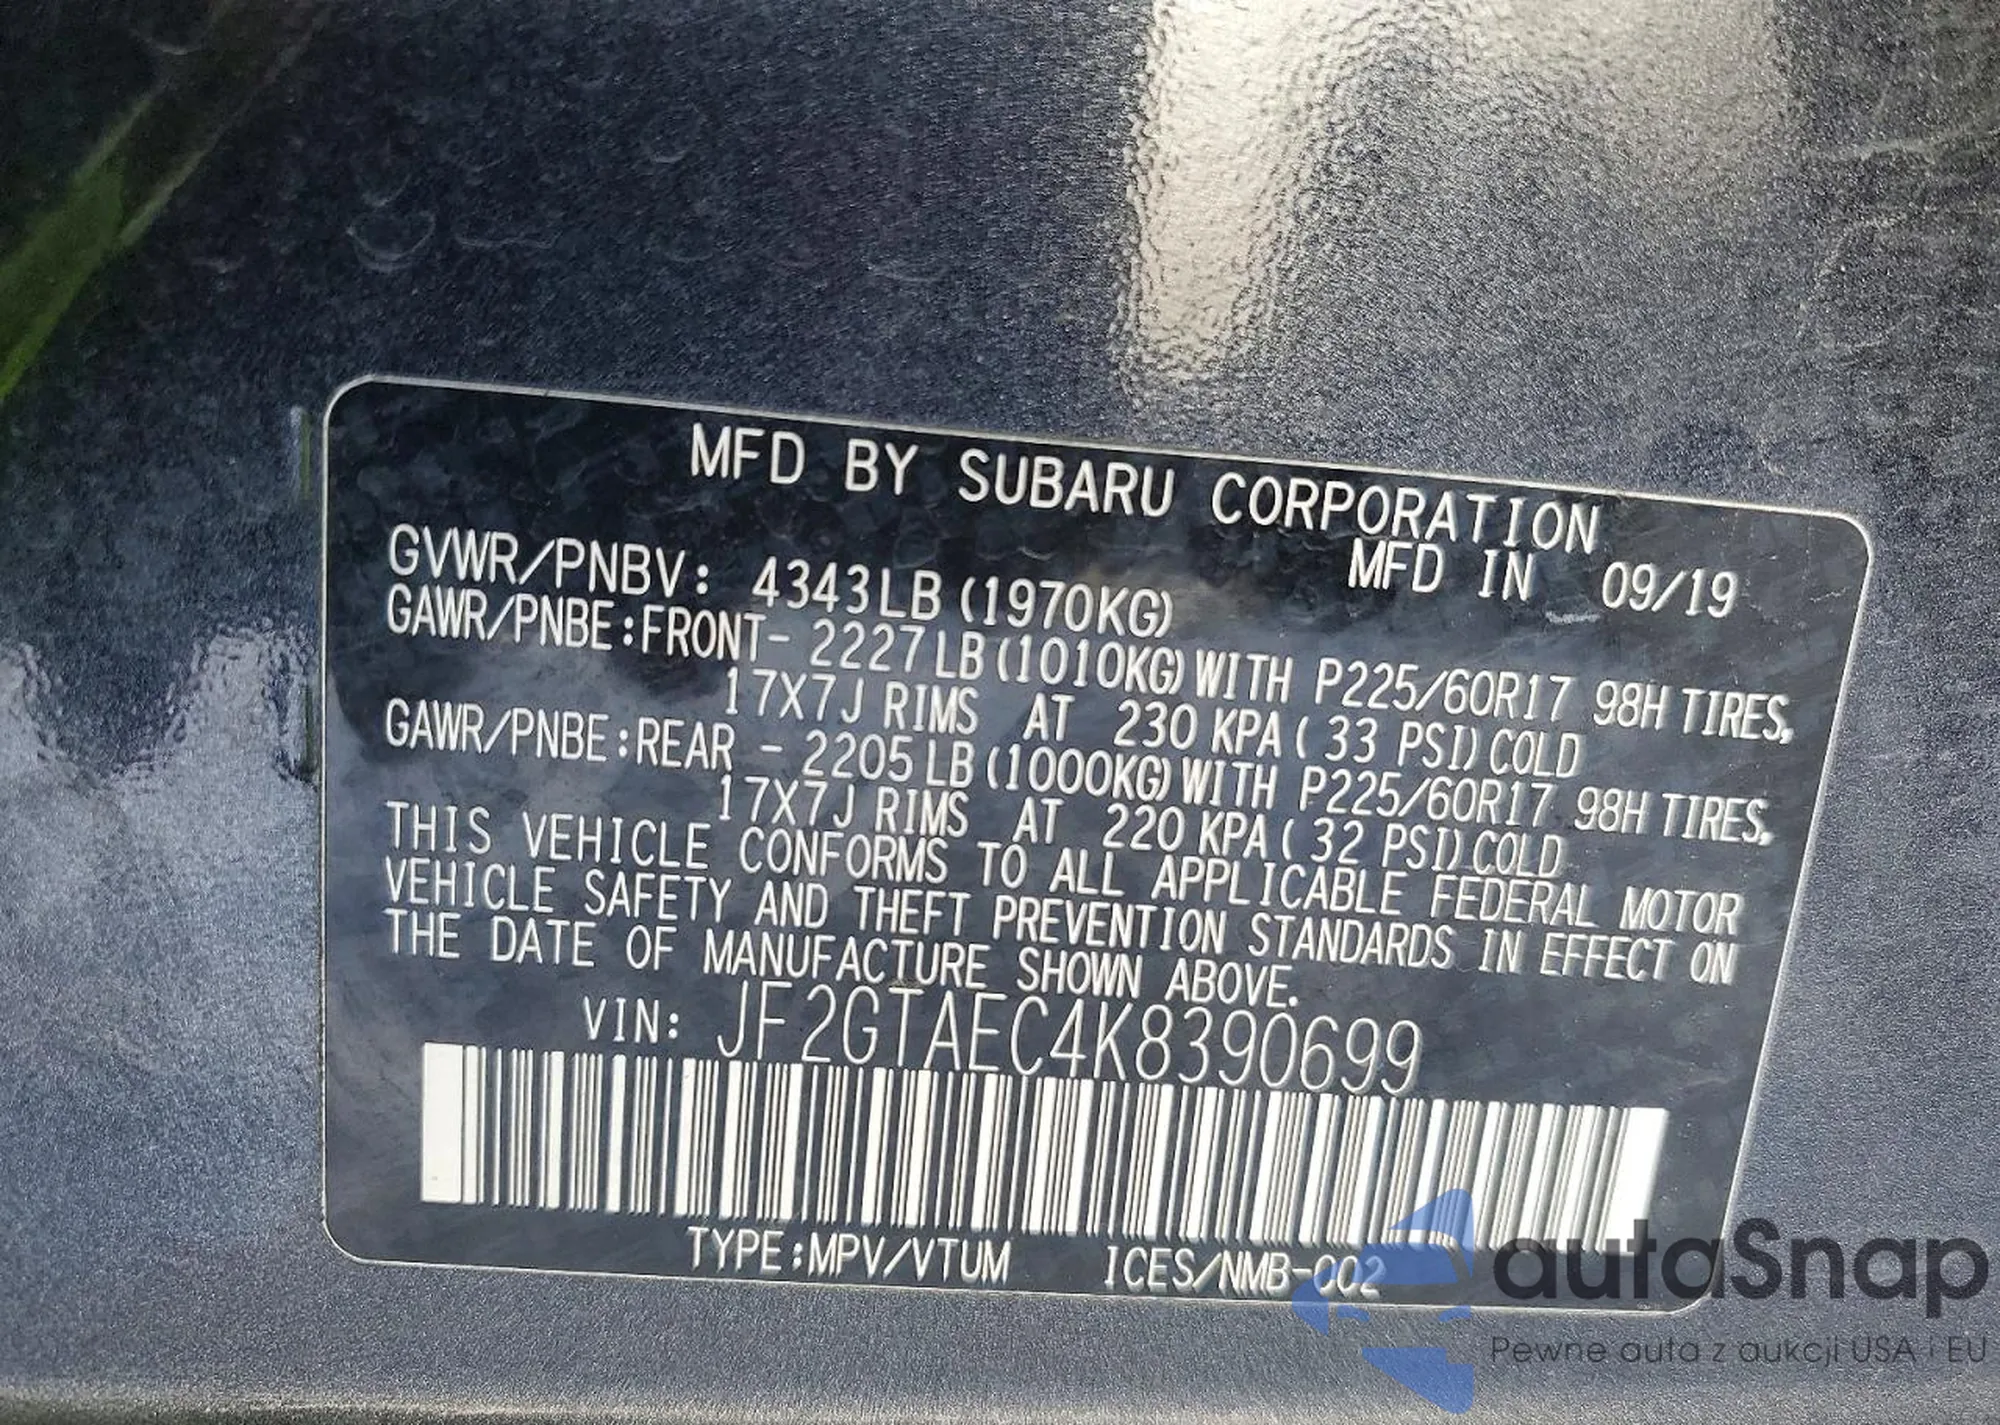 MFD BY SUBARU CORPORATION
MFD IN 09/19
GVWR/PNBV: 4343LB (1970KG)
GAWR/PNBE:FRONT- 2227LB (1010KG) WITH P225/60R17 98H TIRES,
17X7J RIMS AT 230 KPA ( 33 PSI) COLD
GAWR/PNBE:REAR - 2205LB (1000KG) WITH P225/60R17 98H TIRES,
17X7J RIMS AT 220 KPA ( 32 PSI) COLD
THIS VEHICLE CONFORMS TO ALL APPLICABLE FEDERAL MOTOR
VEHICLE SAFETY AND THEFT PREVENTION STANDARDS IN EFFECT ON
THE DATE OF MANUFACTURE SHOWN ABOVE.
VIN: JF2GTAEC4K8390699
TYPE:MPV/VTUM ICES/NMB-002
autaSnap
Pewne auta z aukcji USA i EU